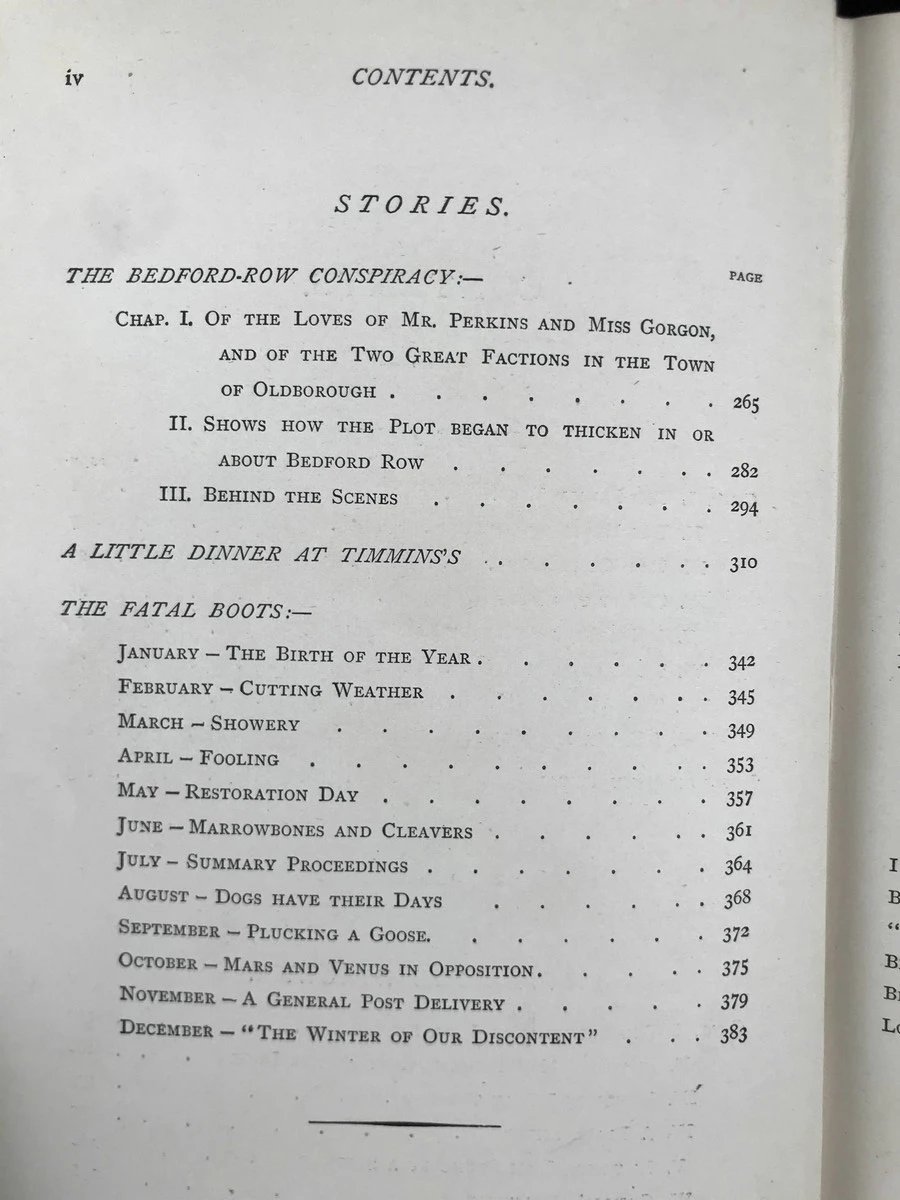 iv
CONTENTS.
STORIES.
THE BEDFORD-ROW CONSPIRACY:—
PAGE
CHAP. I. OF THE LOVES OF MR. PERKINS AND MISS GORGON,
AND OF THE TWO GREAT FACTIONS IN THE TOWN
OF OLDBOROUGH . . . . . . . . 265
II. SHOWS HOW THE PLOT BEGAN TO THICKEN IN OR
ABOUT BEDFORD ROW . . . . . . . 282
III. BEHIND THE SCENES . . . . . . . 294
A LITTLE DINNER AT TIMMINS'S . . . . . . . 310
THE FATAL BOOTS:—
JANUARY — THE BIRTH OF THE YEAR . . . . . . 342
FEBRUARY — CUTTING WEATHER . . . . . . . 345
MARCH — SHOWERY . . . . . . . . . 349
APRIL — FOOLING . . . . . . . . . . 353
MAY — RESTORATION DAY . . . . . . . . 357
JUNE — MARROWBONES AND CLEAVERS . . . . . . 361
JULY — SUMMARY PROCEEDINGS . . . . . . . 364
AUGUST — DOGS HAVE THEIR DAYS . . . . . . 368
SEPTEMBER — PLUCKING A GOOSE. . . . . . . 372
OCTOBER — MARS AND VENUS IN OPPOSITION. . . . . 375
NOVEMBER — A GENERAL POST DELIVERY . . . . . 379
DECEMBER — "THE WINTER OF OUR DISCONTENT" . . . 383